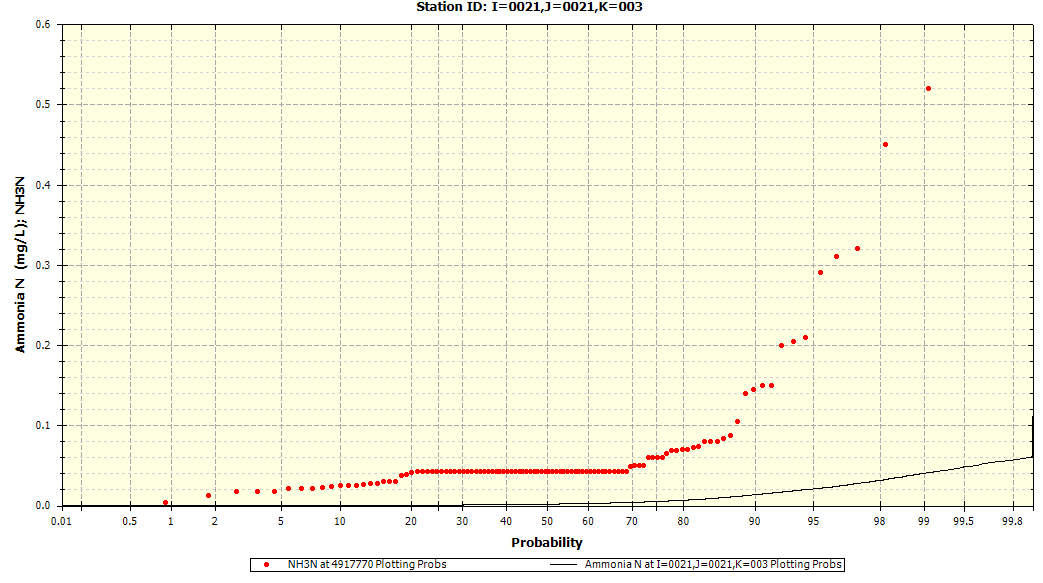 Station ID: I=0021,J=0021,K=003
Ammonia N (mg/L); NH3N
0.6
0.5
0.4
0.3
0.2
0.1
0.0
0.01 0.5 1 2 5 10 20 30 40 50 60 70 80 90 95 98 99 99.5 99.8
Probability
NH3N at 4917770 Plotting Probs
Ammonia N at I=0021,J=0021,K=003 Plotting Probs